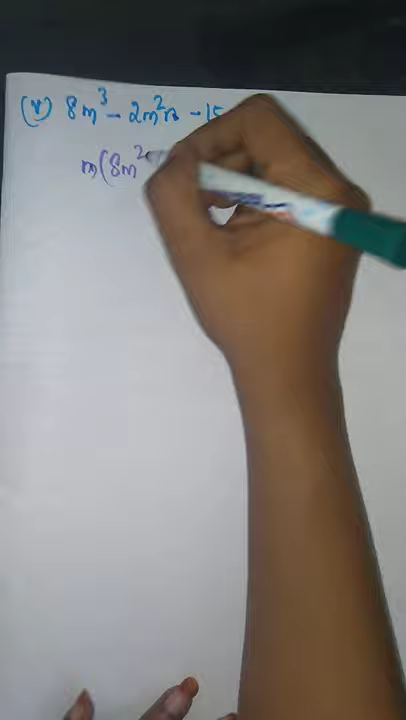 (v) 8m³ - 2m²n - 15
m(8m²